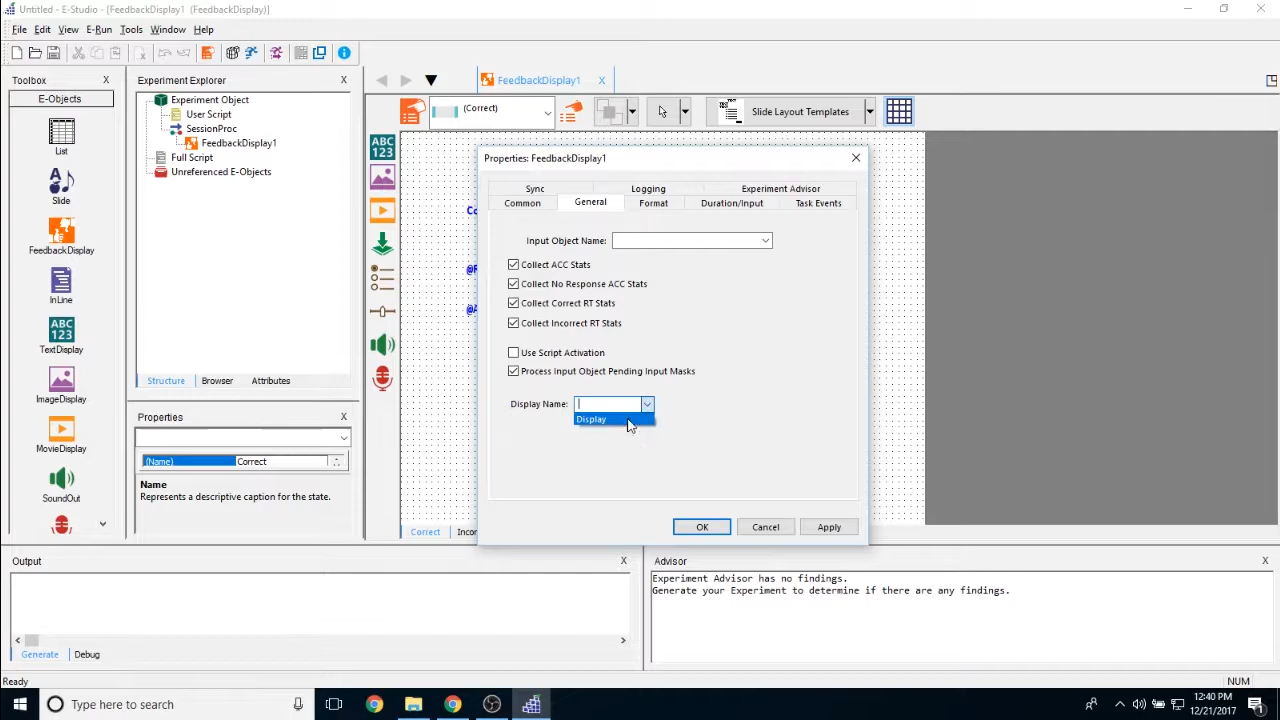 Untitled - E-Studio - [FeedbackDisplay1 (FeedbackDisplay)]
File Edit View E-Run Tools Window Help
Toolbox X
E-Objects
List
Slide
FeedbackDisplay
InLine
ABC
123
TextDisplay
ImageDisplay
MovieDisplay
SoundOut
Experiment Explorer X
Experiment Object
User Script
SessionProc
FeedbackDisplay1
Full Script
Unreferenced E-Objects
Structure Browser Attributes
Properties X
(Name) Correct
Name
Represents a descriptive caption for the state.
FeedbackDisplay1 X
(Correct)
Slide Layout Templates
ABC
123
Co
@R
@A
Correct Incor
Properties: FeedbackDisplay1
Sync Logging Experiment Advisor
Common General Format Duration/Input Task Events
Input Object Name:
Collect ACC Stats
Collect No Response ACC Stats
Collect Correct RT Stats
Collect Incorrect RT Stats
Use Script Activation
Process Input Object Pending Input Masks
Display Name:
Display
OK Cancel Apply
Output X
Generate Debug
Advisor X
Experiment Advisor has no findings.
Generate your Experiment to determine if there are any findings.
Ready NUM
Type here to search
12:40 PM
12/21/2017